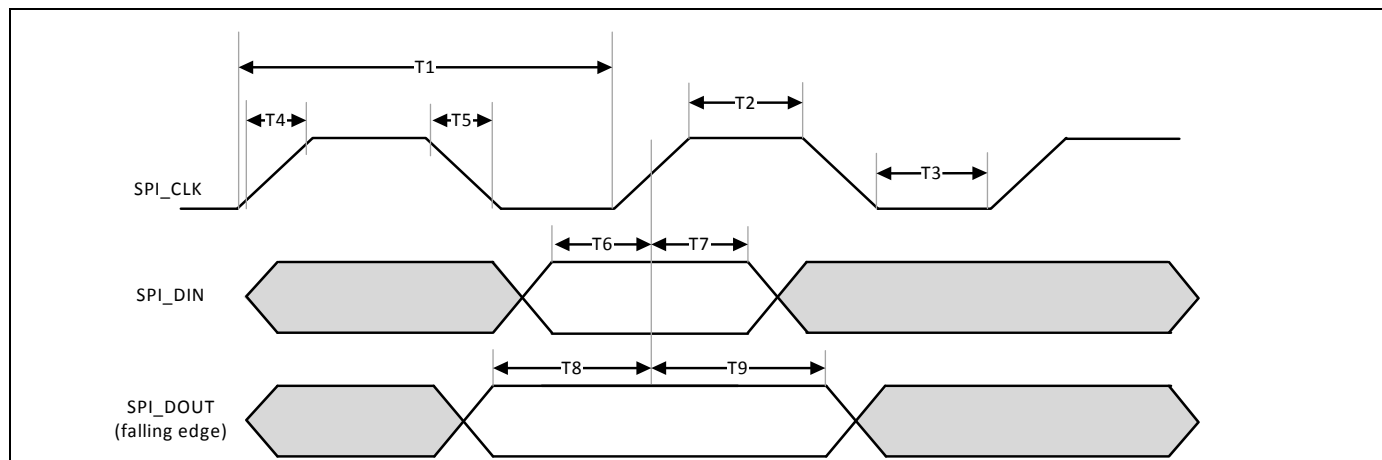 T1
T4
T5
T2
T3
SPI_CLK
T6
T7
SPI_DIN
T8
T9
SPI_DOUT
(falling edge)